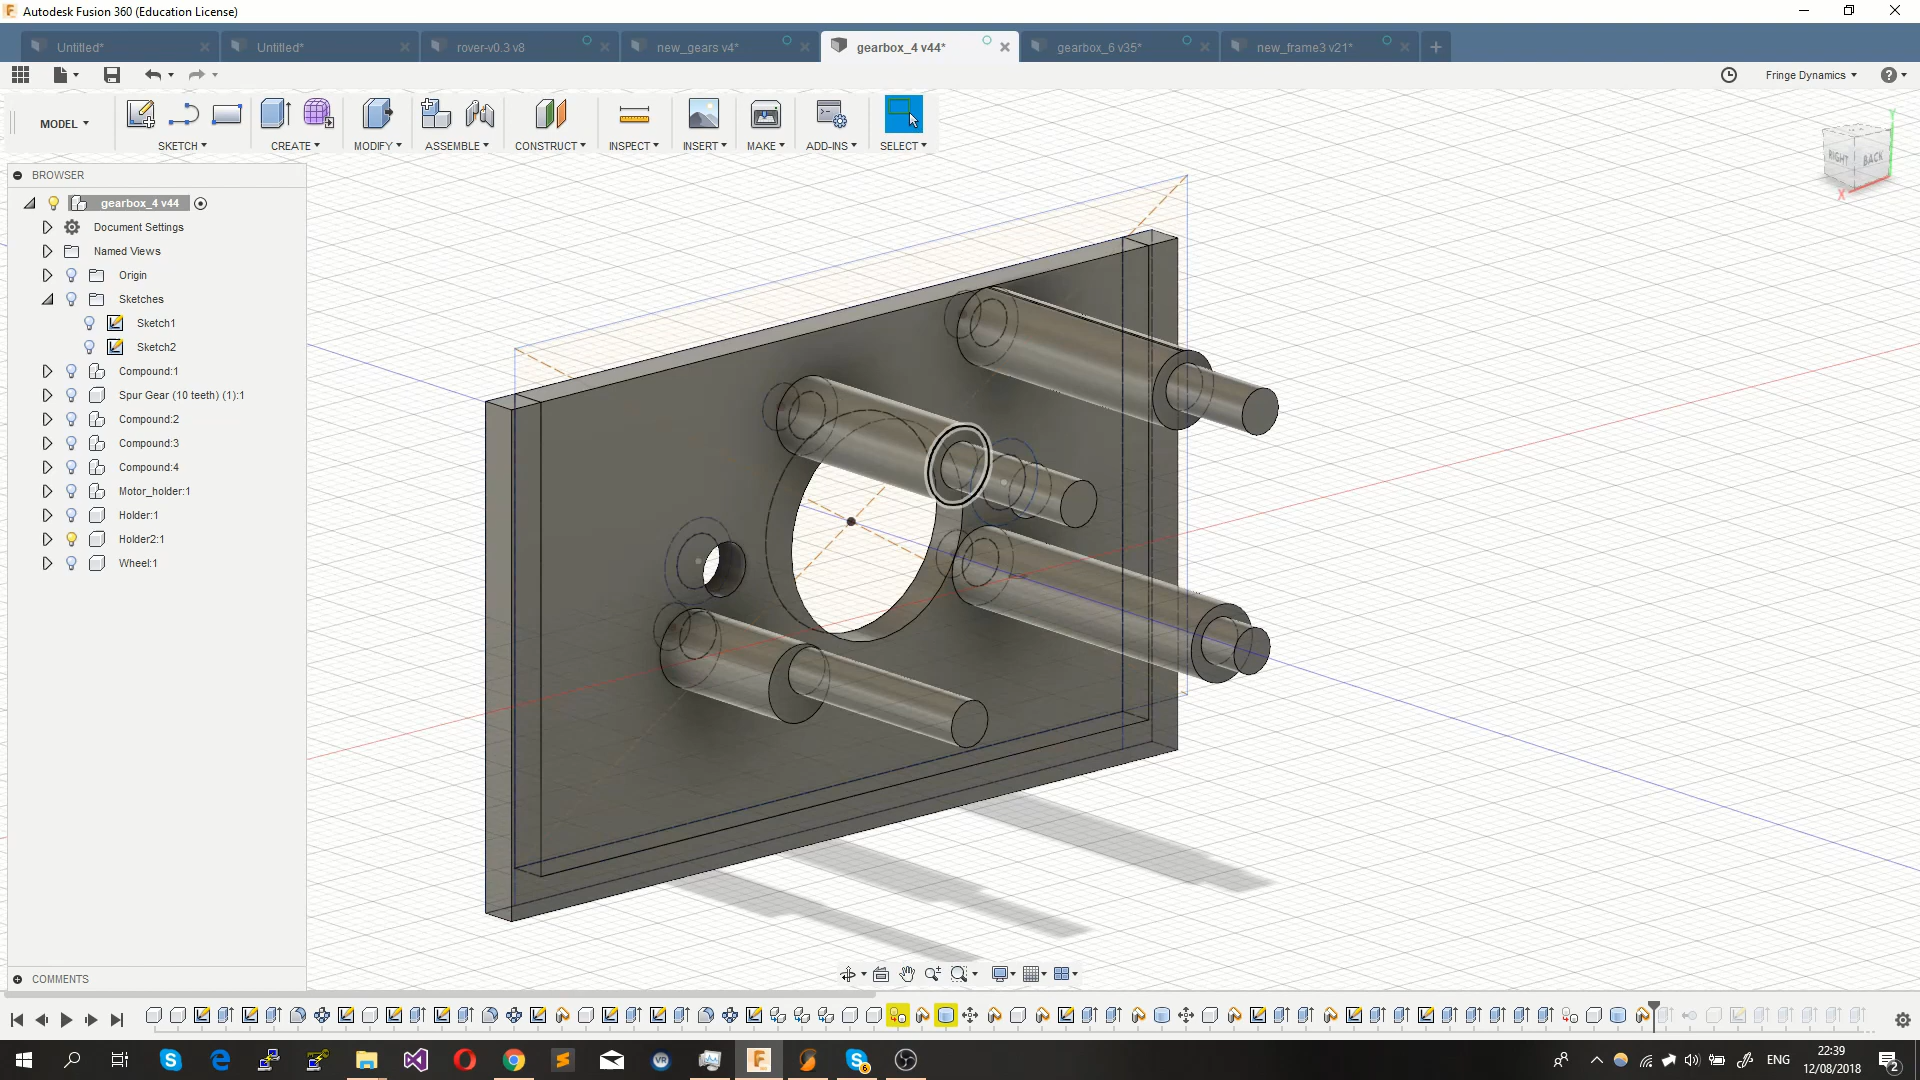 Autodesk Fusion 360 (Education License)
Untitled* Untitled* rover-v0.3 v8 new_gears v4* gearbox_4 v44* gearbox_6 v35* new_frame3 v21*
Fringe Dynamics
MODEL
SKETCH CREATE MODIFY ASSEMBLE CONSTRUCT INSPECT INSERT MAKE ADD-INS SELECT
RIGHT BACK
Y
X
BROWSER
gearbox_4 v44
Document Settings
Named Views
Origin
Sketches
Sketch1
Sketch2
Compound:1
Spur Gear (10 teeth) (1):1
Compound:2
Compound:3
Compound:4
Motor_holder:1
Holder:1
Holder2:1
Wheel:1
COMMENTS
VR
6
ENG
22:39
12/08/2018
2